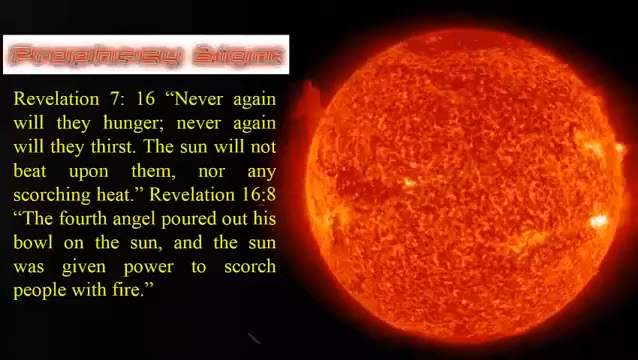 Prophecy Sign
Revelation 7: 16 “Never again
will they hunger; never again
will they thirst. The sun will not
beat upon them, nor any
scorching heat.” Revelation 16:8
“The fourth angel poured out his
bowl on the sun, and the sun
was given power to scorch
people with fire.”